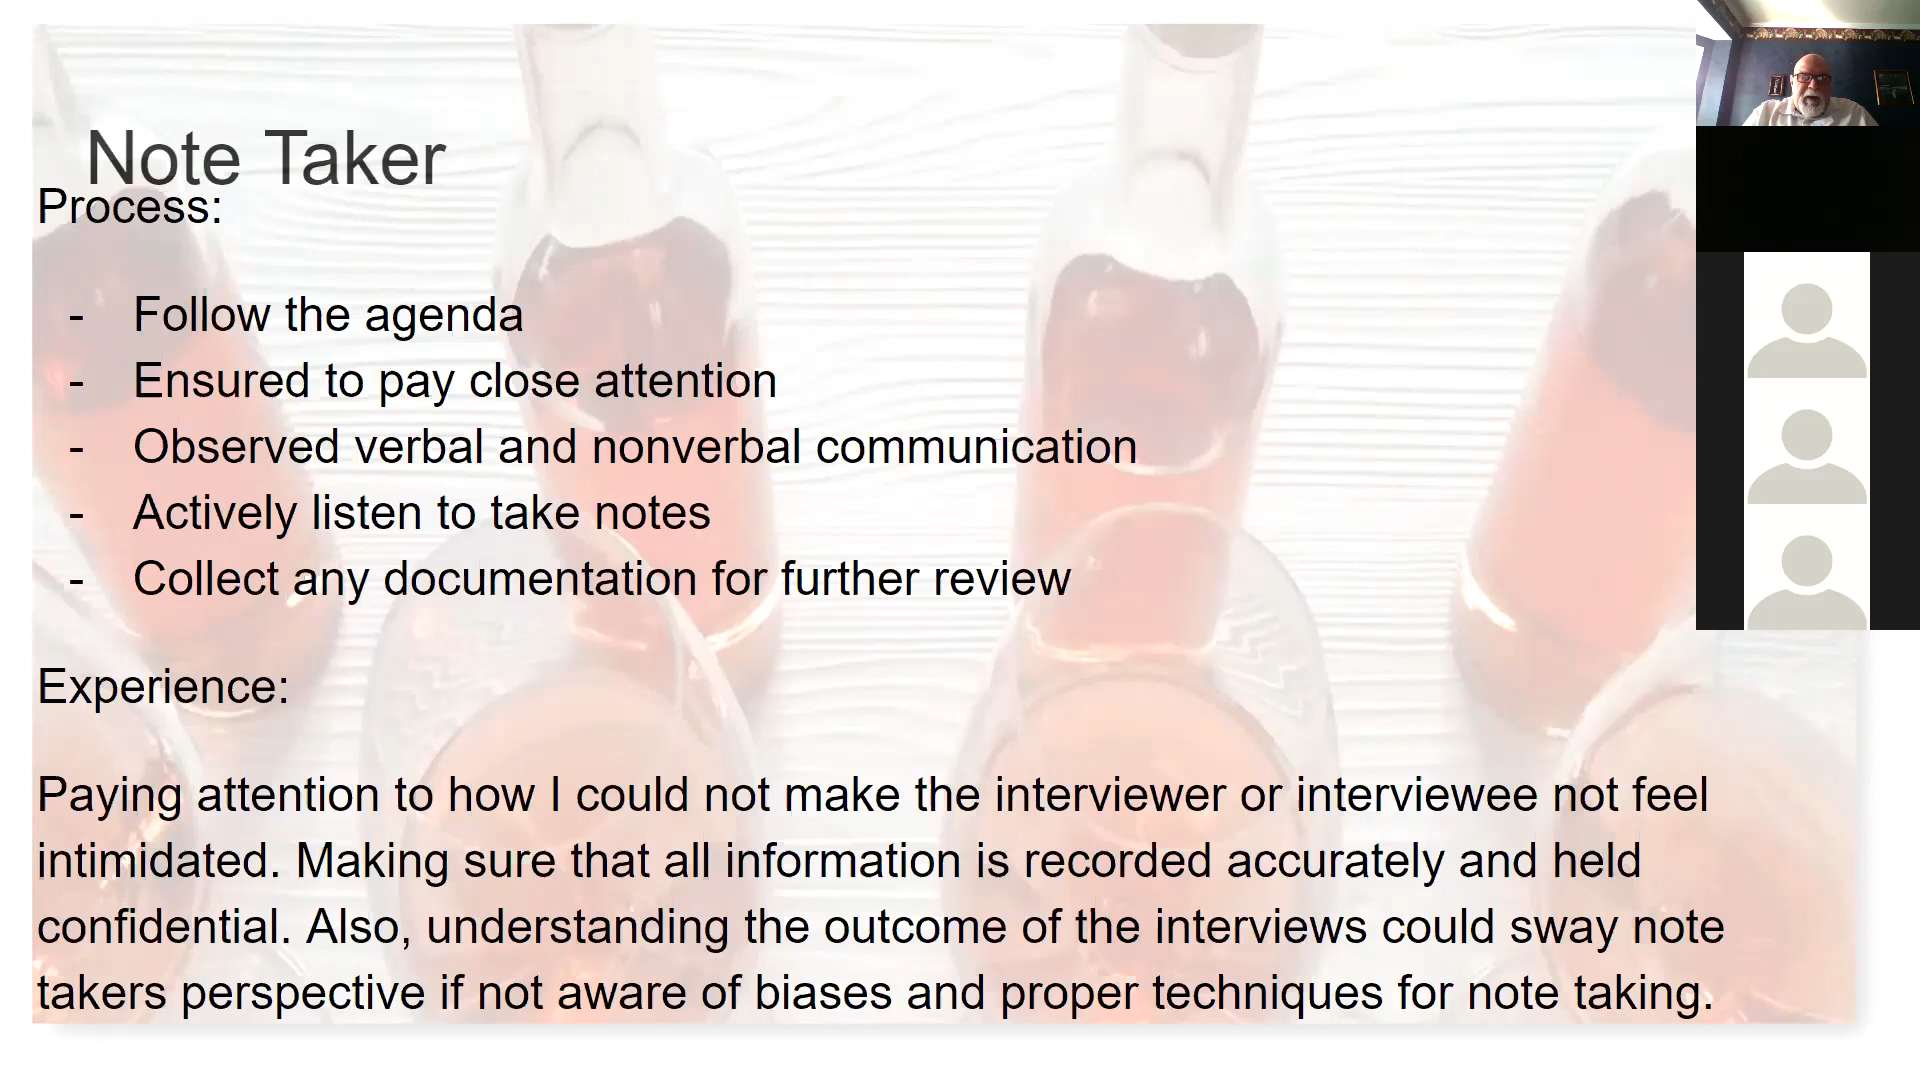 Note Taker
Process:
- Follow the agenda
- Ensured to pay close attention
- Observed verbal and nonverbal communication
- Actively listen to take notes
- Collect any documentation for further review
Experience:
Paying attention to how I could not make the interviewer or interviewee not feel
intimidated. Making sure that all information is recorded accurately and held
confidential. Also, understanding the outcome of the interviews could sway note
takers perspective if not aware of biases and proper techniques for note taking.